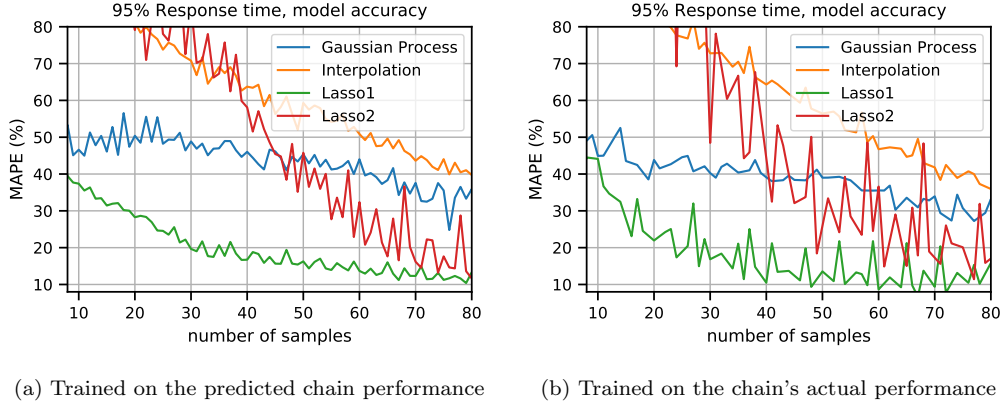 95% Response time, model accuracy
MAPE (%)
80
70
60
50
40
30
20
10
Gaussian Process
Interpolation
Lasso1
Lasso2
10 20 30 40 50 60 70 80
number of samples
(a) Trained on the predicted chain performance
95% Response time, model accuracy
MAPE (%)
80
70
60
50
40
30
20
10
Gaussian Process
Interpolation
Lasso1
Lasso2
10 20 30 40 50 60 70 80
number of samples
(b) Trained on the chain's actual performance